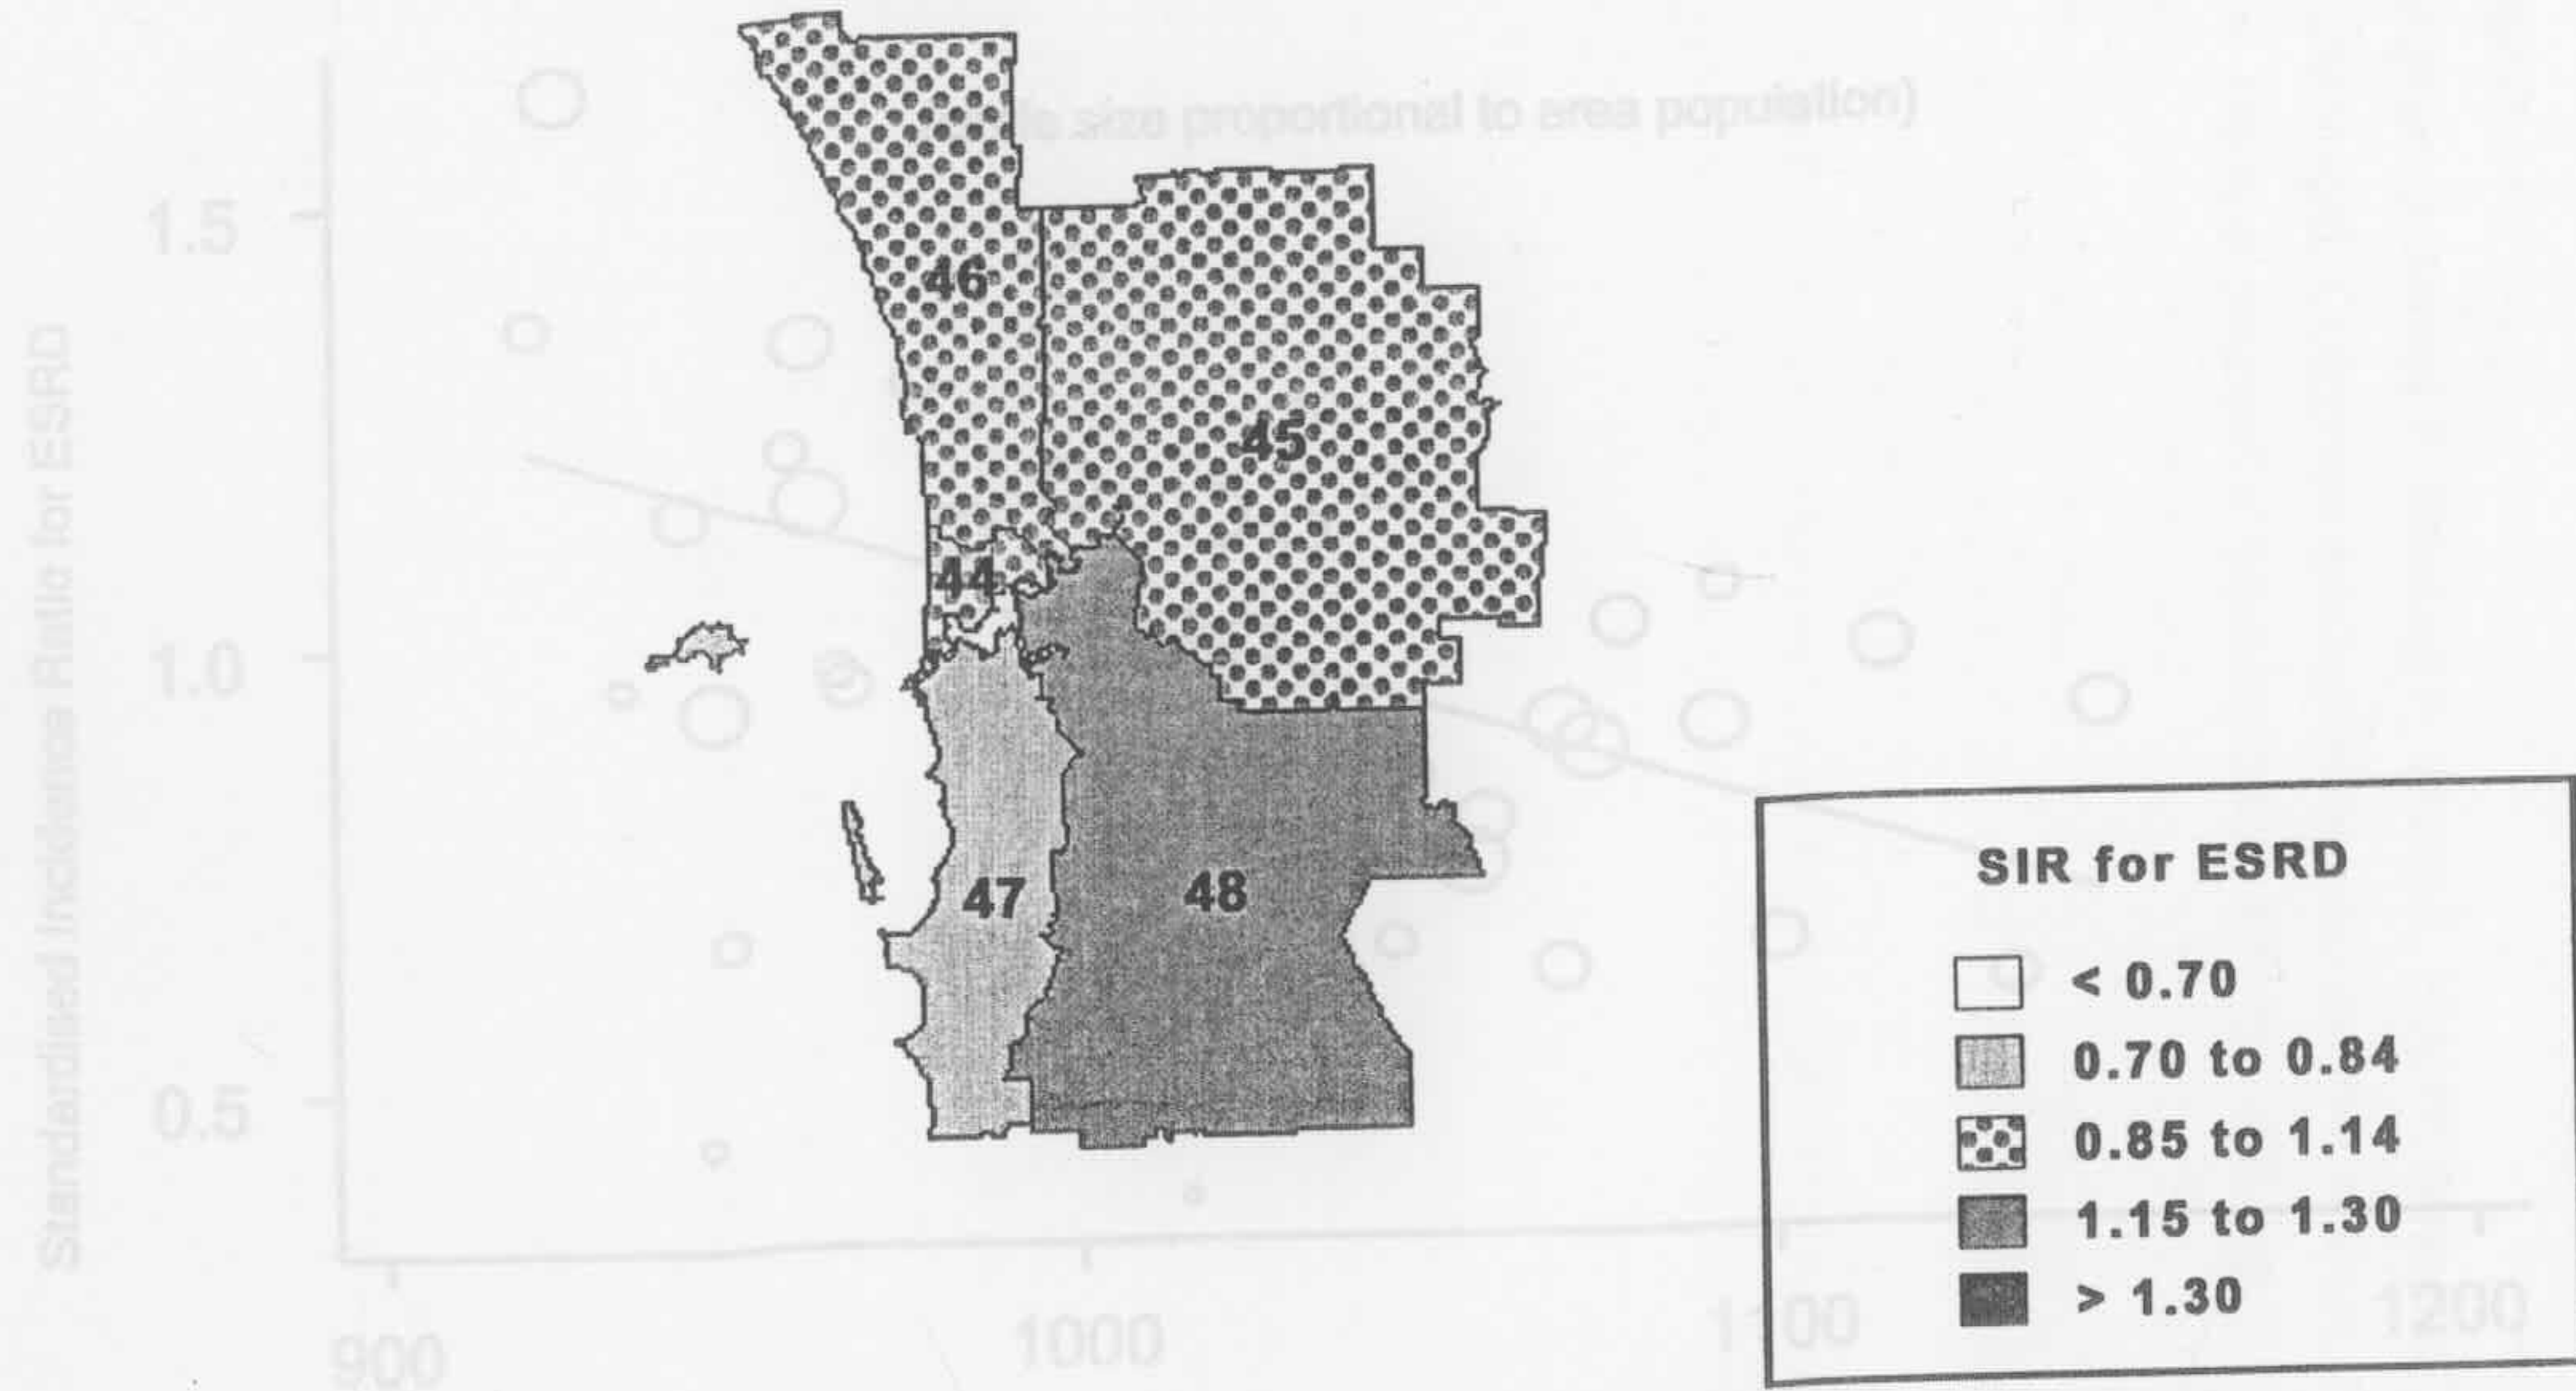 (circle size proportional to area population)
1.5
46
Standardised Incidence Ratio for ESRD
45
44
1.0
SIR for ESRD
47
48
< 0.70
0.70 to 0.84
0.5
0.85 to 1.14
1.15 to 1.30
> 1.30
900
1000
1100
1200